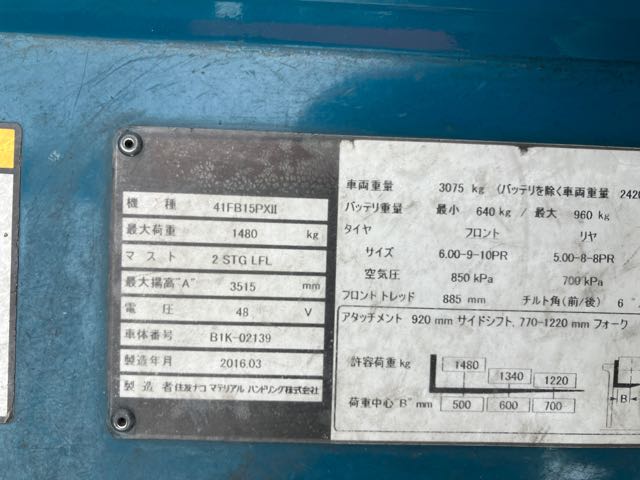 機種 41FB15PXII
最大荷重 1480 kg
マスト 2 STG LFL
最大揚高"A" 3515 mm
電圧 48 V
車体番号 B1K-02139
製造年月 2016.03
製造者 住友ナコ マテリアル ハンドリング株式会社
車両重量 3075 kg (バッテリを除く車両重量 2420
バッテリ重量 最小 640 kg / 最大 960 kg
タイヤ フロント リヤ
サイズ 6.00-9-10PR 5.00-8-8PR
空気圧 850 kPa 700 kPa
フロント トレッド 885 mm チルト角(前/後) 6
アタッチメント 920 mm サイドシフト, 770-1220 mm フォーク
許容荷重 kg 1480 1340 1220
荷重中心"B" mm 500 600 700
B